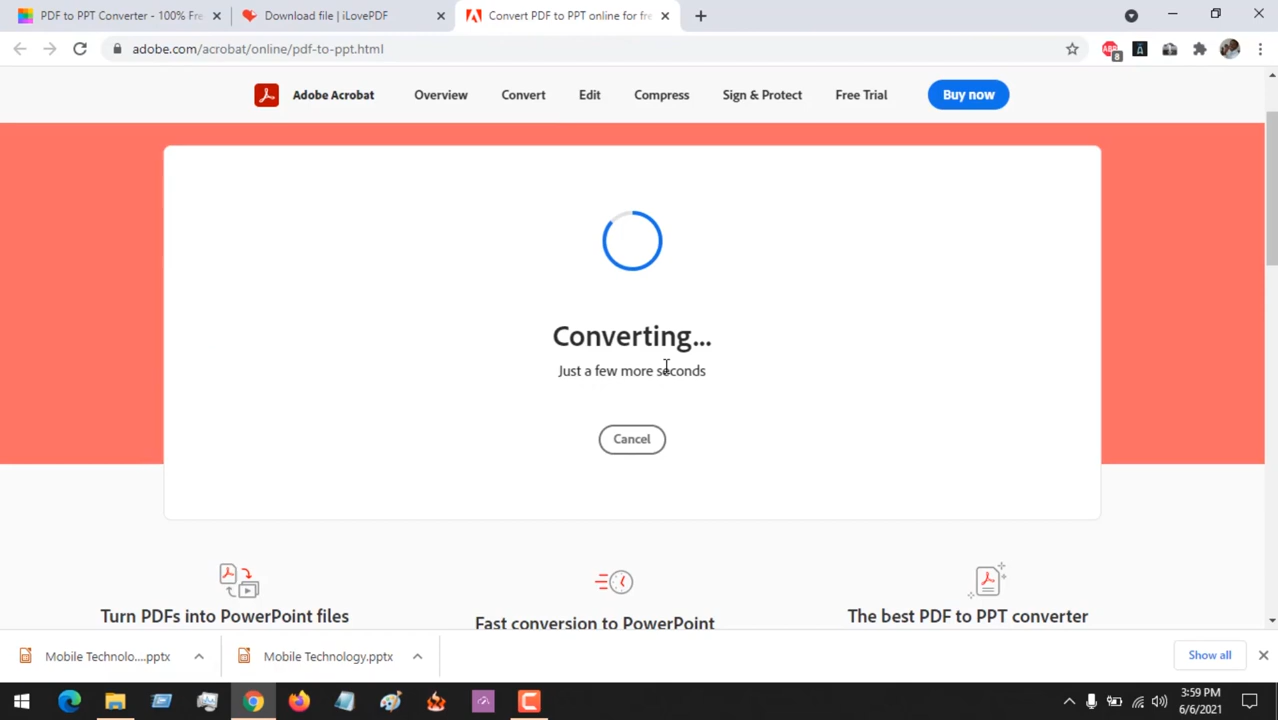 PDF to PPT Converter - 100% Fre
Download file | iLovePDF
Convert PDF to PPT online for fre
adobe.com/acrobat/online/pdf-to-ppt.html
ABP
8
Adobe Acrobat
Overview
Convert
Edit
Compress
Sign & Protect
Free Trial
Buy now
Converting...
Just a few more seconds
Cancel
Turn PDFs into PowerPoint files
Fast conversion to PowerPoint
The best PDF to PPT converter
Mobile Technolo....pptx
Mobile Technology.pptx
Show all
3:59 PM
6/6/2021